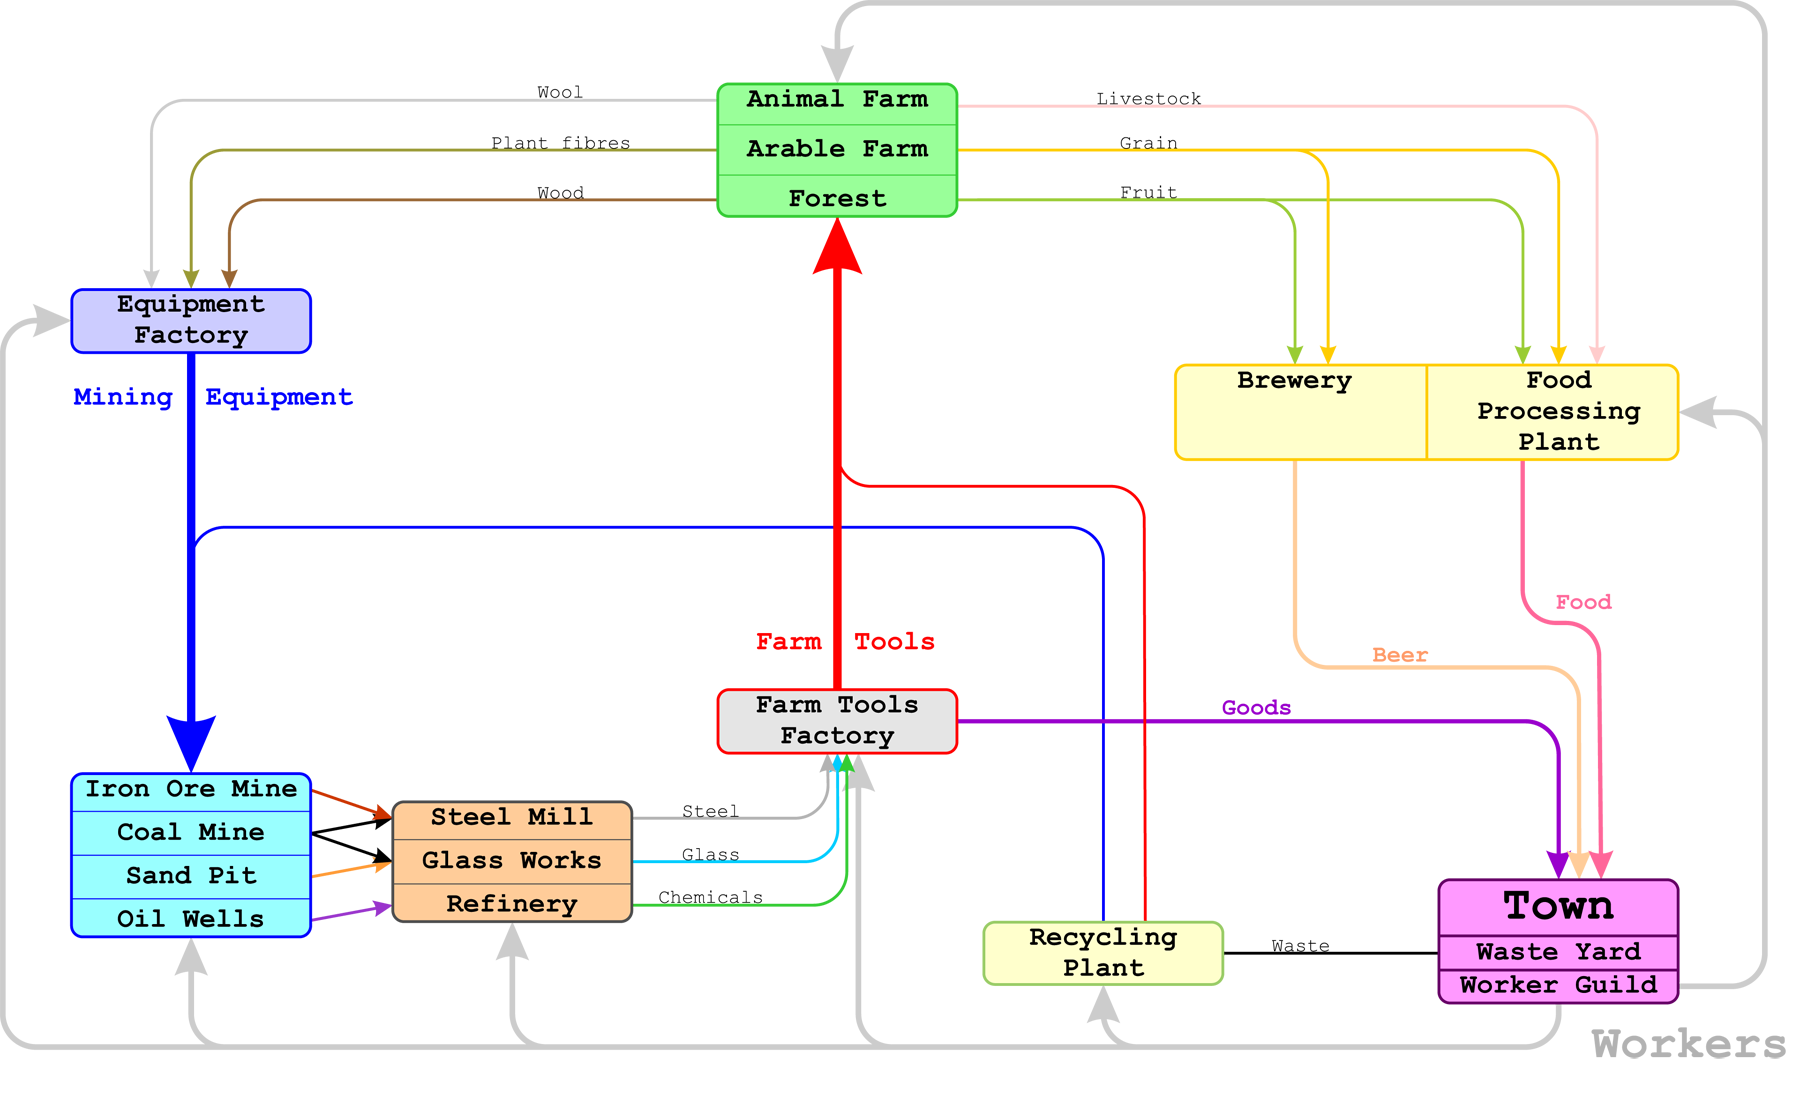 Wool
Animal Farm
Livestock
Plant fibres
Arable Farm
Grain
Wood
Forest
Fruit
Equipment
Factory
Mining Equipment
Brewery
Food
Processing
Plant
Food
Farm Tools
Beer
Farm Tools
Factory
Goods
Iron Ore Mine
Coal Mine
Sand Pit
Oil Wells
Steel Mill
Glass Works
Refinery
Steel
Glass
Chemicals
Recycling
Plant
Waste
Town
Waste Yard
Worker Guild
Workers